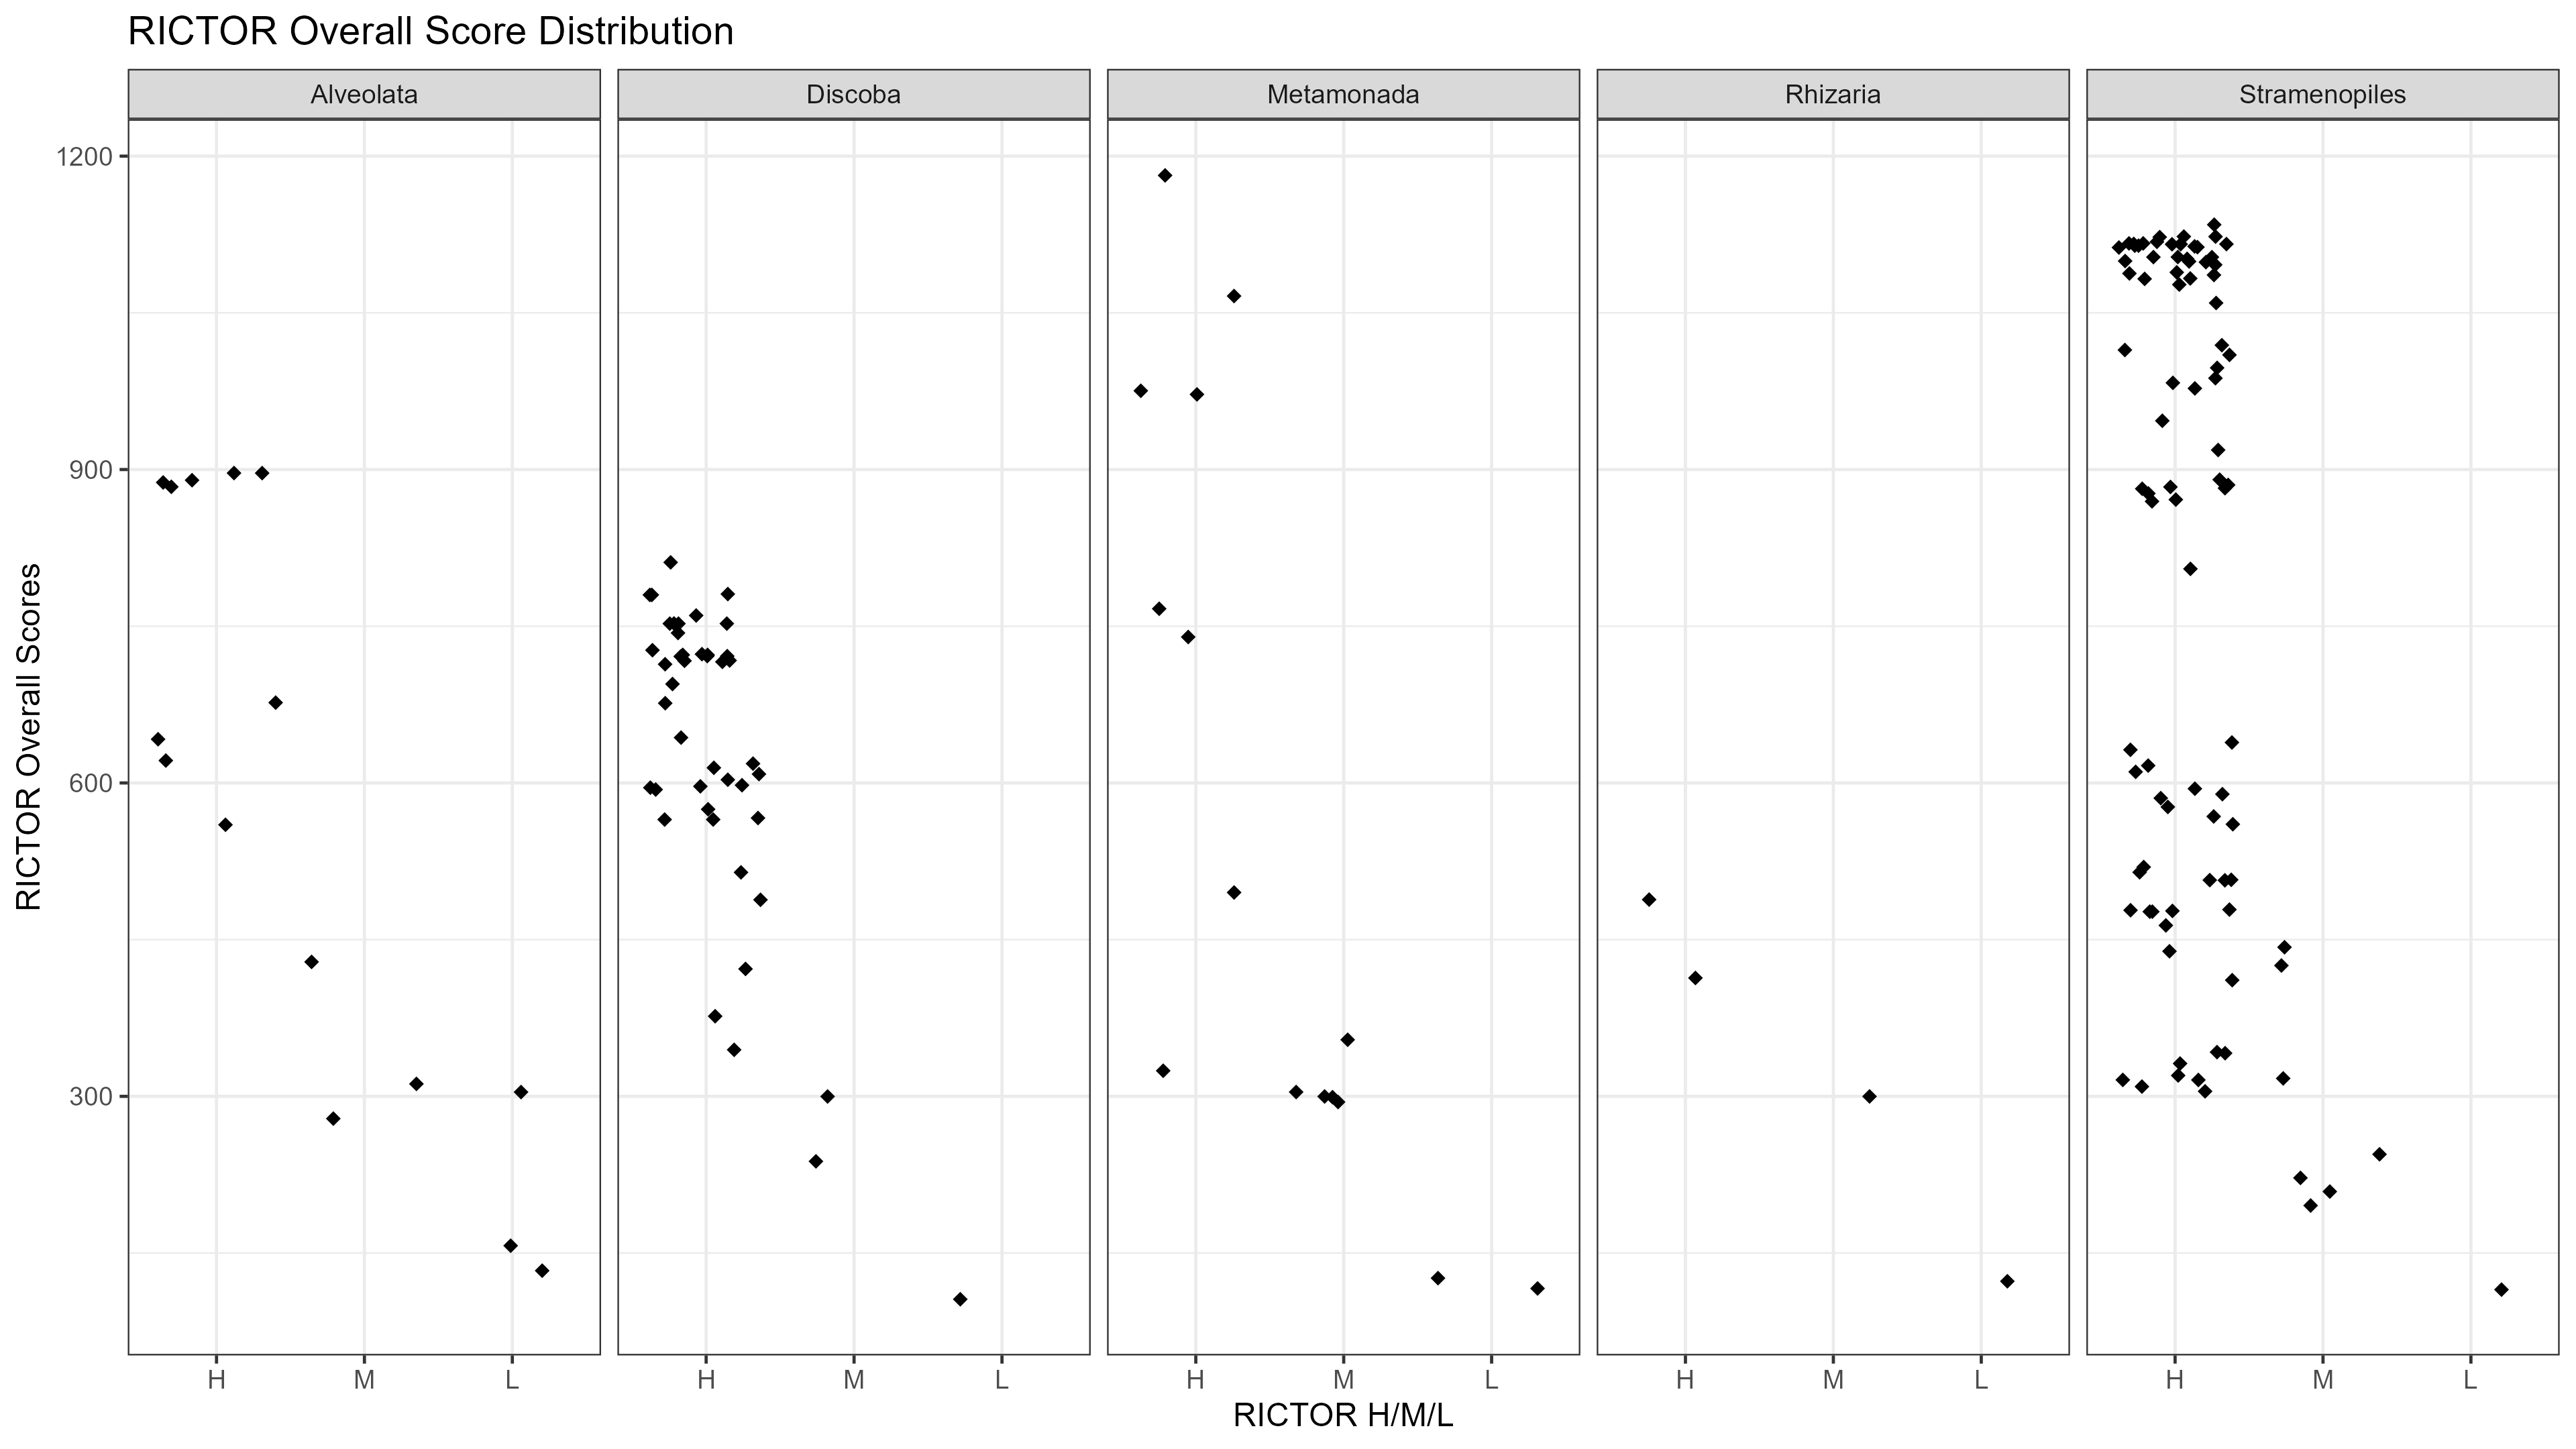 RICTOR Overall Score Distribution
Alveolata
Discoba
Metamonada
Rhizaria
Stramenopiles
RICTOR Overall Scores
1200
900
600
300
H M L
H M L
H M L
H M L
H M L
RICTOR H/M/L